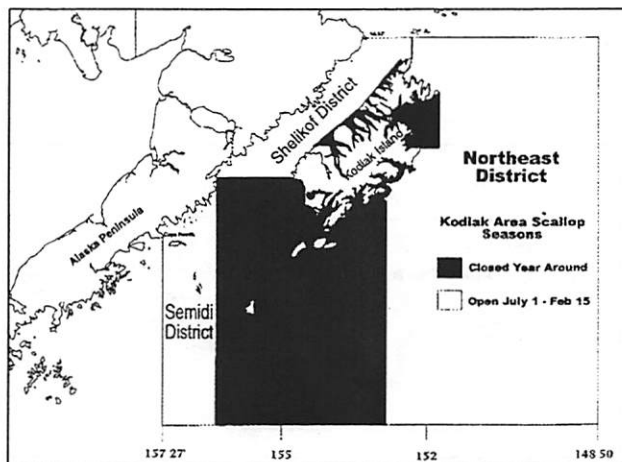 Shelikof District
Kodiak Island
Northeast
District
Kodiak Area Scallop
Seasons
Closed Year Around
Open July 1 - Feb 15
Alaska Peninsula
Semidi
District
157 27'
155
152
148 50